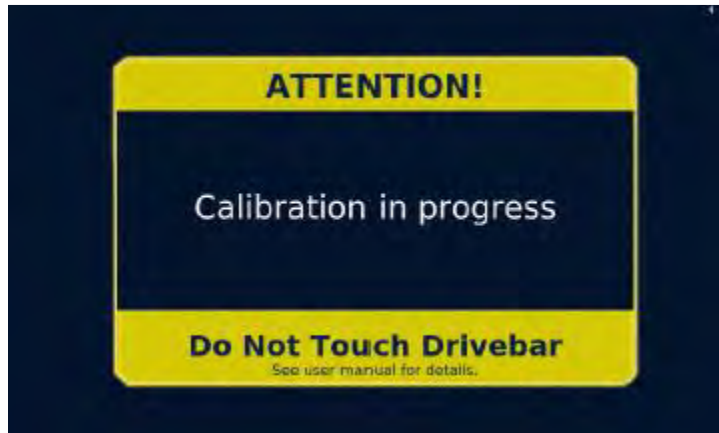 ATTENTION!
Calibration in progress
Do Not Touch Drivebar
See user manual for details.